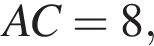 AC = 8,